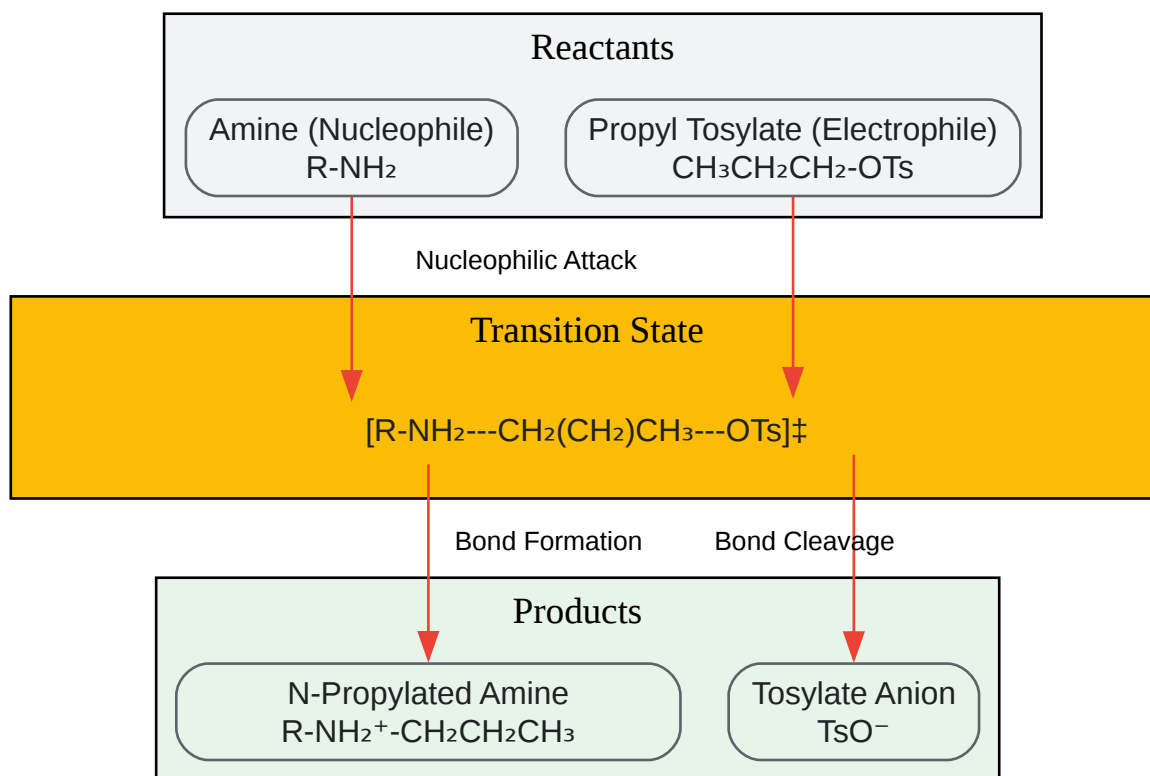 Reactants
Amine (Nucleophile)
R-NH₂
Propyl Tosylate (Electrophile)
CH₃CH₂CH₂-OTs
Nucleophilic Attack
Transition State
[R-NH₂---CH₂(CH₂)CH₃---OTs]‡
Bond Formation
Bond Cleavage
Products
N-Propylated Amine
R-NH₂⁺-CH₂CH₂CH₃
Tosylate Anion
TsO⁻